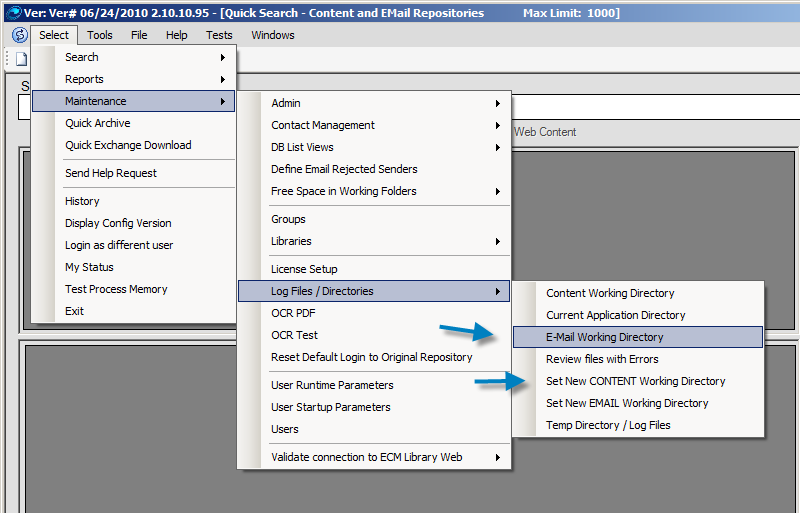 Ver: Ver# 06/24/2010 2.10.10.95 - [Quick Search - Content and EMail Repositories Max Limit: 1000]
Select Tools File Help Tests Windows
Search
Reports
Maintenance
Quick Archive
Quick Exchange Download
Send Help Request
History
Display Config Version
Login as different user
My Status
Test Process Memory
Exit
Admin
Contact Management
DB List Views
Define Email Rejected Senders
Free Space in Working Folders
Groups
Libraries
License Setup
Log Files / Directories
OCR PDF
OCR Test
Reset Default Login to Original Repository
User Runtime Parameters
User Startup Parameters
Users
Validate connection to ECM Library Web
Web Content
Content Working Directory
Current Application Directory
E-Mail Working Directory
Review files with Errors
Set New CONTENT Working Directory
Set New EMAIL Working Directory
Temp Directory / Log Files